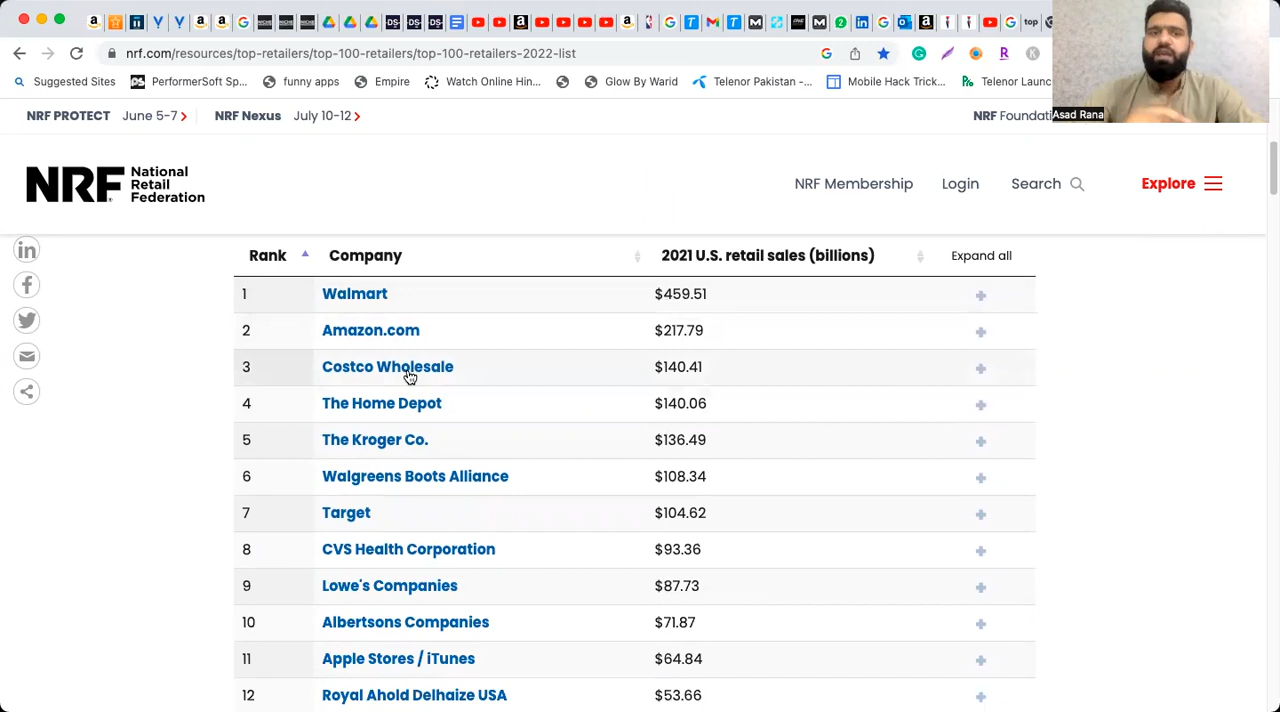 top
nrf.com/resources/top-retailers/top-100-retailers/top-100-retailers-2022-list
Suggested Sites PerformerSoft Sp... funny apps Empire Watch Online Hin... Glow By Warid Telenor Pakistan -... Mobile Hack Trick... Telenor Launc
NRF PROTECT June 5-7 NRF Nexus July 10-12 NRF Foundati
Asad Rana
NRF National Retail Federation
NRF Membership Login Search Explore
Rank Company 2021 U.S. retail sales (billions) Expand all
1 Walmart $459.51
2 Amazon.com $217.79
3 Costco Wholesale $140.41
4 The Home Depot $140.06
5 The Kroger Co. $136.49
6 Walgreens Boots Alliance $108.34
7 Target $104.62
8 CVS Health Corporation $93.36
9 Lowe's Companies $87.73
10 Albertsons Companies $71.87
11 Apple Stores / iTunes $64.84
12 Royal Ahold Delhaize USA $53.66